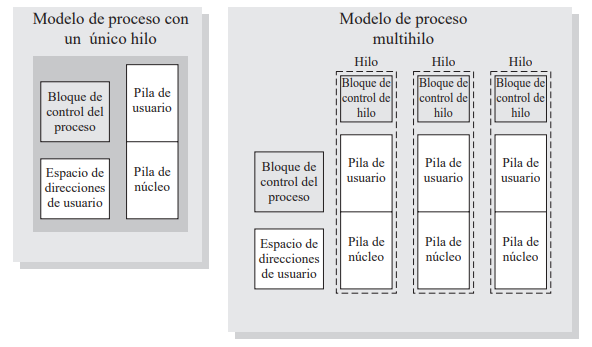 Modelo de proceso con
un único hilo
Bloque de
control del
proceso
Espacio de
direcciones
de usuario
Pila de
usuario
Pila de
núcleo
Modelo de proceso
multihilo
Bloque de
control del
proceso
Espacio de
direcciones
de usuario
Hilo
Bloque de
control de
hilo
Pila de
usuario
Pila de
núcleo
Hilo
Bloque de
control de
hilo
Pila de
usuario
Pila de
núcleo
Hilo
Bloque de
control de
hilo
Pila de
usuario
Pila de
núcleo